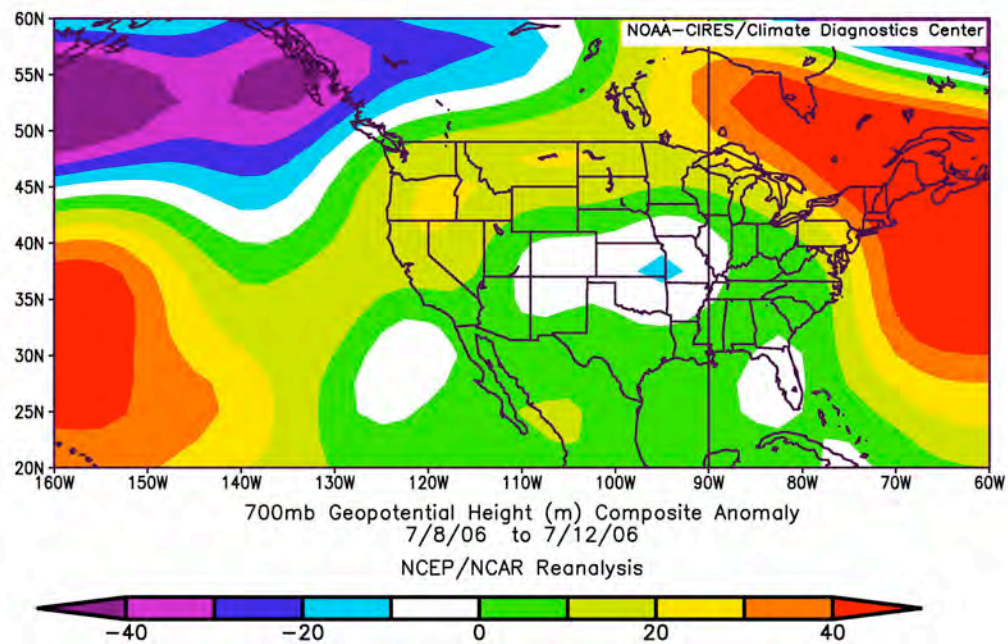 60N
NOAA-CIRES/Climate Diagnostics Center
55N
50N
45N
40N
35N
30N
25N
20N
160W 150W 140W 130W 120W 110W 100W 90W 80W 70W 60W
700mb Geopotential Height (m) Composite Anomaly
7/8/06 to 7/12/06
NCEP/NCAR Reanalysis
-40 -20 0 20 40